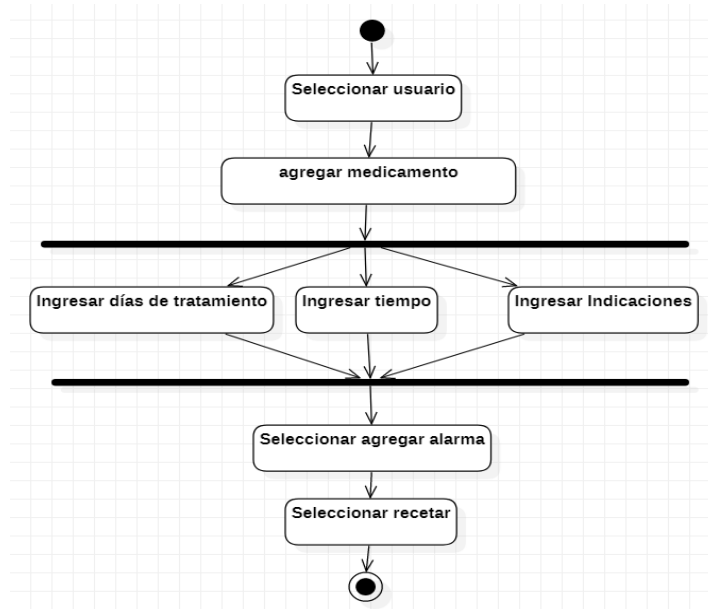 Seleccionar usuario
agregar medicamento
Ingresar días de tratamiento
Ingresar tiempo
Ingresar Indicaciones
Seleccionar agregar alarma
Seleccionar recetar